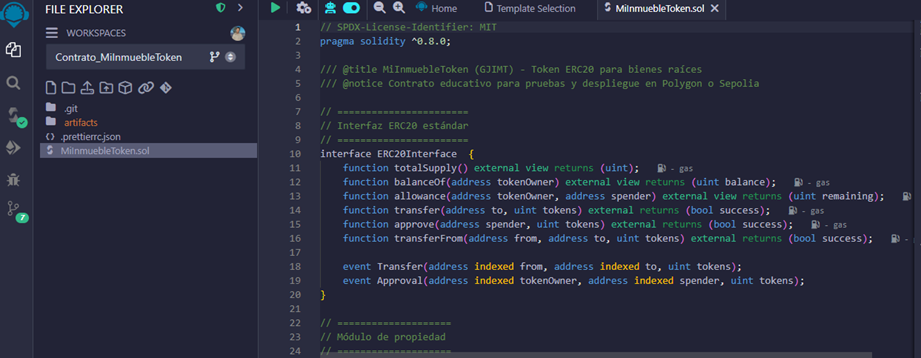 FILE EXPLORER
WORKSPACES
Contrato_MiInmuebleToken
.git
artifacts
.prettierrc.json
MiInmuebleToken.sol
7
Home
Template Selection
MiInmuebleToken.sol
1 // SPDX-License-Identifier: MIT
2 pragma solidity ^0.8.0;
3
4 /// @title MiInmuebleToken (GJIMT) - Token ERC20 para bienes raíces
5 /// @notice Contrato educativo para pruebas y despliegue en Polygon o Sepolia
6
7 // =======================
8 // Interfaz ERC20 estándar
9 // =======================
10 interface ERC20Interface {
11 function totalSupply() external view returns (uint); - gas
12 function balanceOf(address tokenOwner) external view returns (uint balance); - gas
13 function allowance(address tokenOwner, address spender) external view returns (uint remaining);
14 function transfer(address to, uint tokens) external returns (bool success); - gas
15 function approve(address spender, uint tokens) external returns (bool success); - gas
16 function transferFrom(address from, address to, uint tokens) external returns (bool success); - gas
17
18 event Transfer(address indexed from, address indexed to, uint tokens);
19 event Approval(address indexed tokenOwner, address indexed spender, uint tokens);
20 }
21
22 // ====================
23 // Módulo de propiedad
24 // ====================